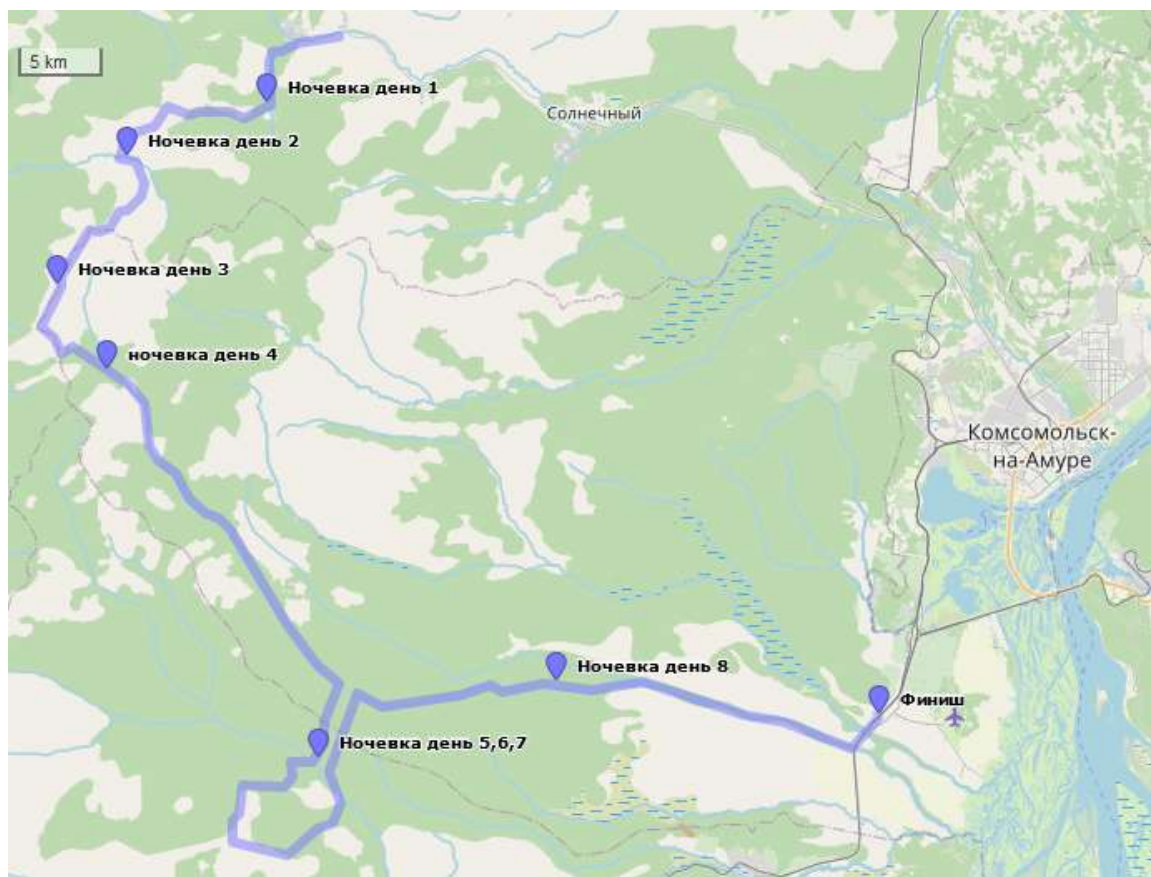 5 km
Ночевка день 1
Солнечный
Ночевка день 2
Ночевка день 3
ночевка день 4
Комсомольск-
на-Амуре
Ночевка день 8
Финиш
Ночевка день 5,6,7